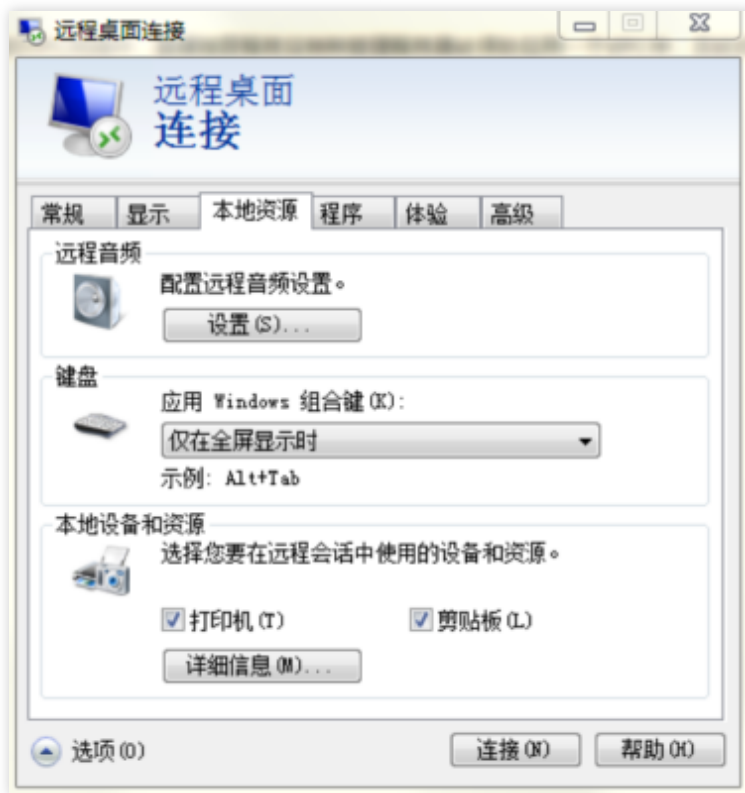 远程桌面连接
远程桌面
连接
常规 显示 本地资源 程序 体验 高级
远程音频
配置远程音频设置。
设置(S)...
键盘
应用 Windows 组合键(K):
仅在全屏显示时
示例: Alt+Tab
本地设备和资源
选择您要在远程会话中使用的设备和资源。
打印机(T) 剪贴板(L)
详细信息(M)...
选项(O) 连接(N) 帮助(H)